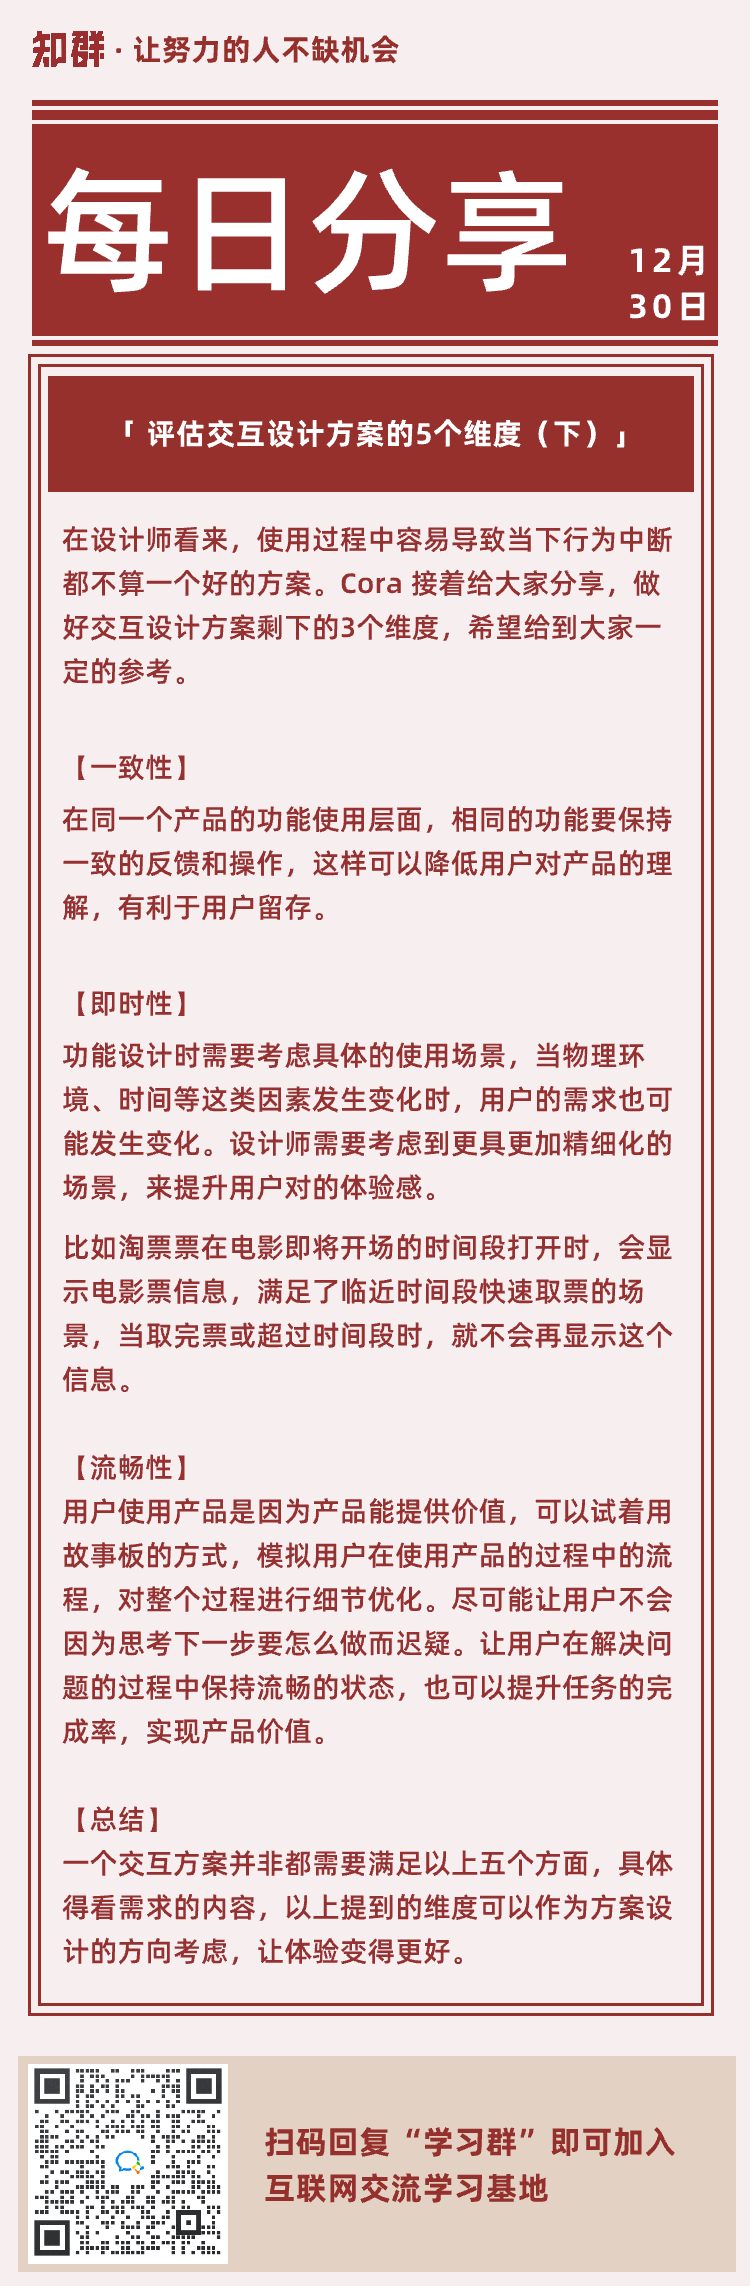 知群 · 让努力的人不缺机会
每日分享
12月
30日
「 评估交互设计方案的5个维度（下）」
在设计师看来，使用过程中容易导致当下行为中断
都不算一个好的方案。Cora 接着给大家分享，做
好交互设计方案剩下的3个维度，希望给到大家一
定的参考。
【一致性】
在同一个产品的功能使用层面，相同的功能要保持
一致的反馈和操作，这样可以降低用户对产品的理
解，有利于用户留存。
【即时性】
功能设计时需要考虑具体的使用场景，当物理环
境、时间等这类因素发生变化时，用户的需求也可
能发生变化。设计师需要考虑到更具更加精细化的
场景，来提升用户对的体验感。
比如淘票票在电影即将开场的时间段打开时，会显
示电影票信息，满足了临近时间段快速取票的场
景，当取完票或超过时间段时，就不会再显示这个
信息。
【流畅性】
用户使用产品是因为产品能提供价值，可以试着用
故事板的方式，模拟用户在使用产品的过程中的流
程，对整个过程进行细节优化。尽可能让用户不会
因为思考下一步要怎么做而迟疑。让用户在解决问
题的过程中保持流畅的状态，也可以提升任务的完
成率，实现产品价值。
【总结】
一个交互方案并非都需要满足以上五个方面，具体
得看需求的内容，以上提到的维度可以作为方案设
计的方向考虑，让体验变得更好。
扫码回复“学习群”即可加入
互联网交流学习基地